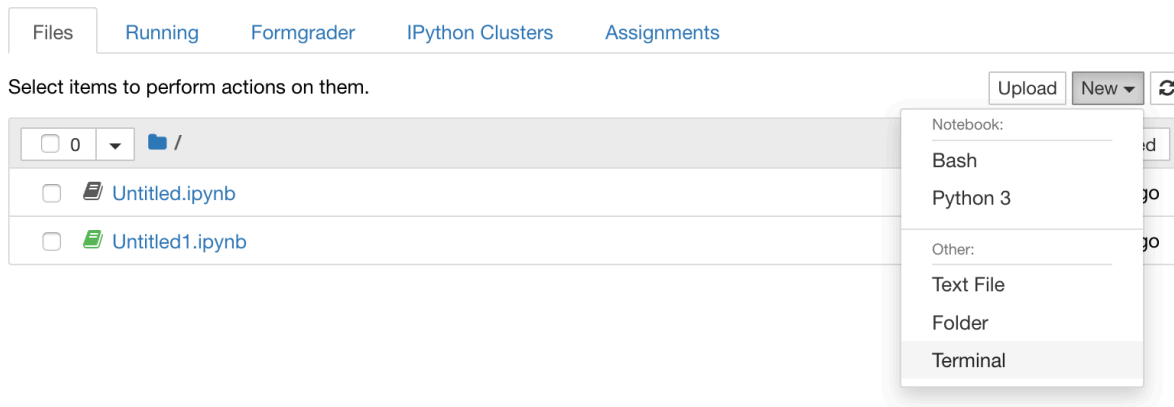 Files Running Formgrader IPython Clusters Assignments
Select items to perform actions on them.
Upload New
0 /
Notebook:
Bash
Python 3
Untitled.ipynb
Untitled1.ipynb
Other:
Text File
Folder
Terminal